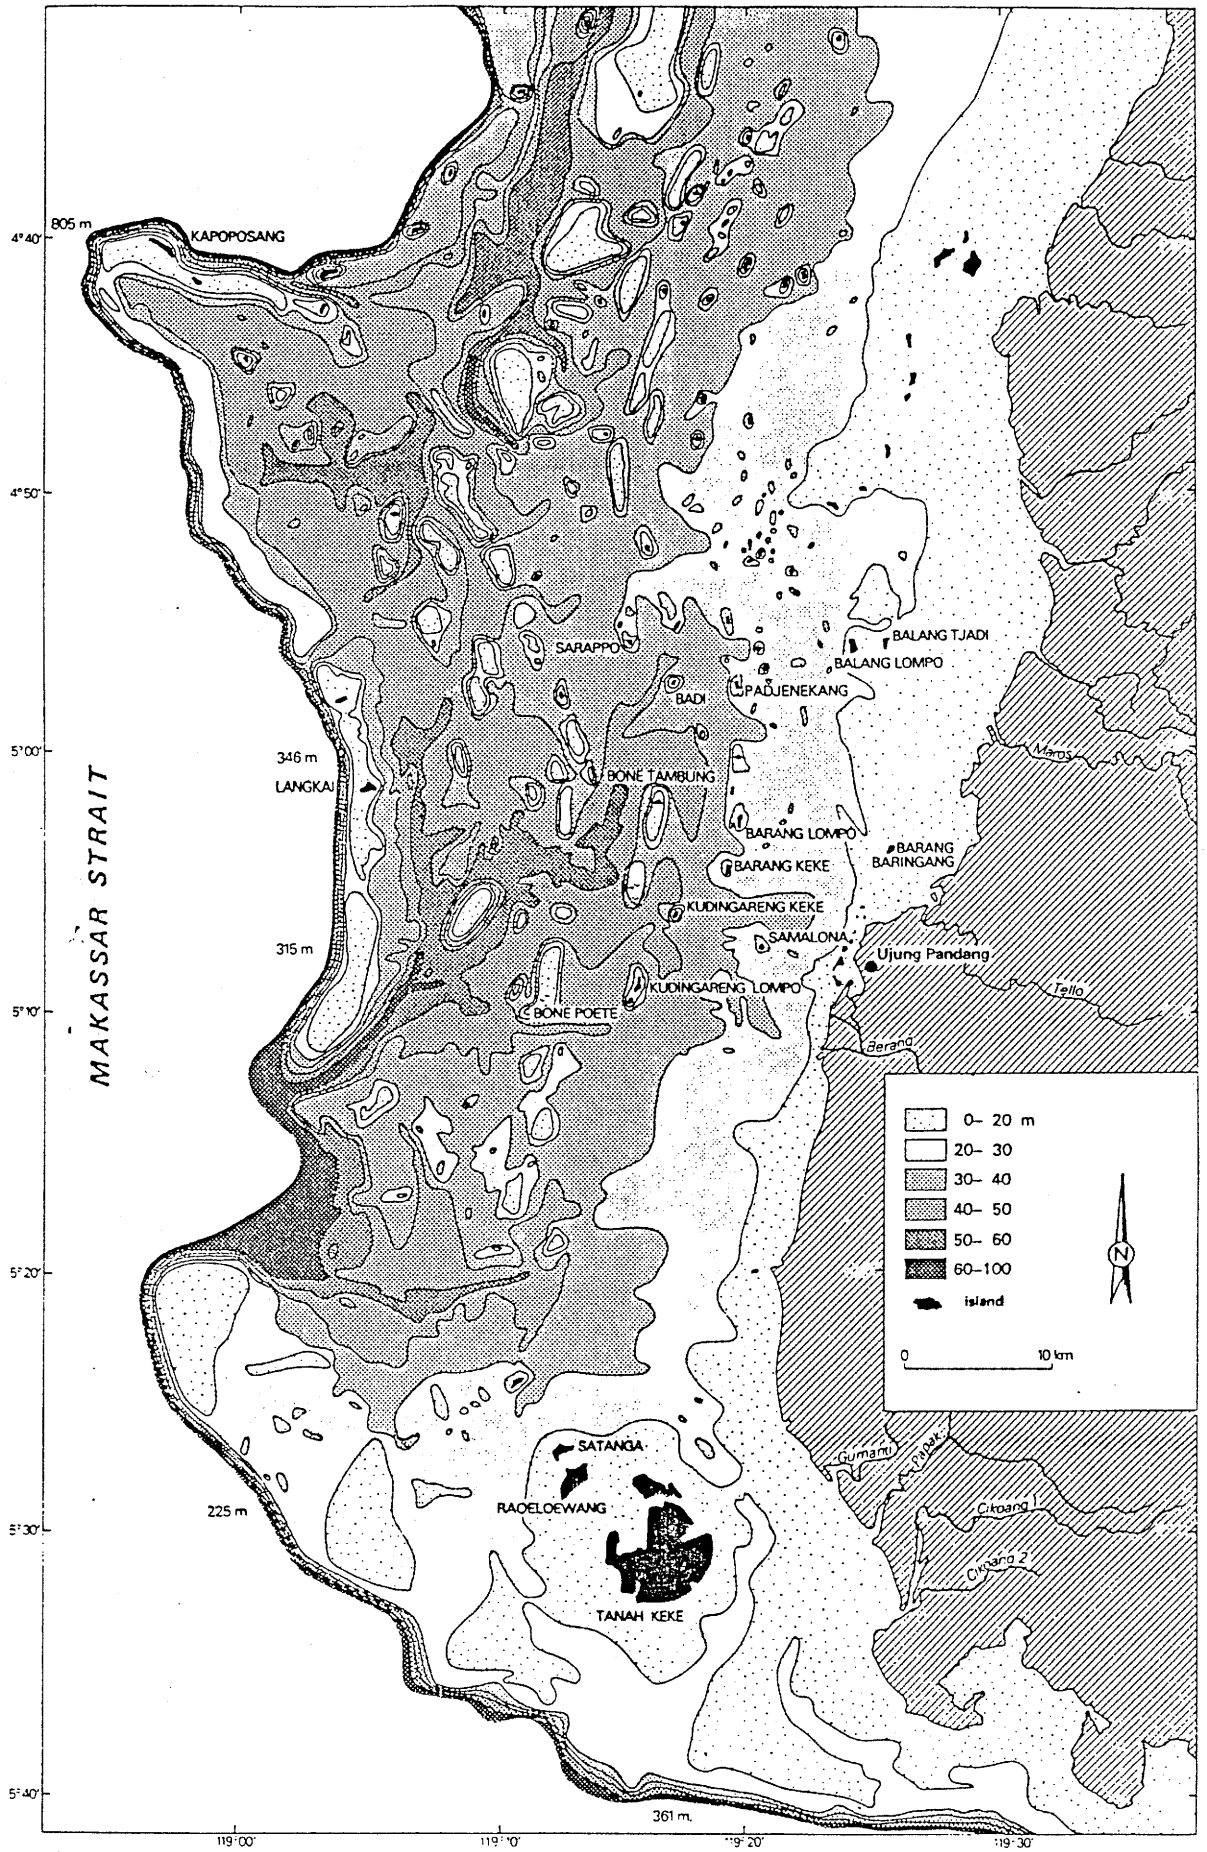 805 m
KAPOPOSANG
4°40'
4°50'
SARAPPO
BALANG TJADI
BALANG LOMPO
BADI
PADJENEKANG
5°00'
346 m
LANGKAI
Maros
BONE TAMBUNG
BARANG LOMPO
BARANG
BARINGANG
BARANG KEKE
KUDINGARENG KEKE
SAMALONA
315 m
Ujung Pandang
KUDINGARENG LOMPO
Tello
5°10'
BONE POETE
MAKASSAR STRAIT
Berang
0– 20 m
20– 30
30– 40
40– 50
50– 60
60–100
island
N
0 10 km
5°20'
SATANGA
Gumanti
Papak
RAOELOEWANG
225 m
Cikoang 1
5°30'
Cikoang 2
TANAH KEKE
5°40'
361 m.
119°00'
119°20'